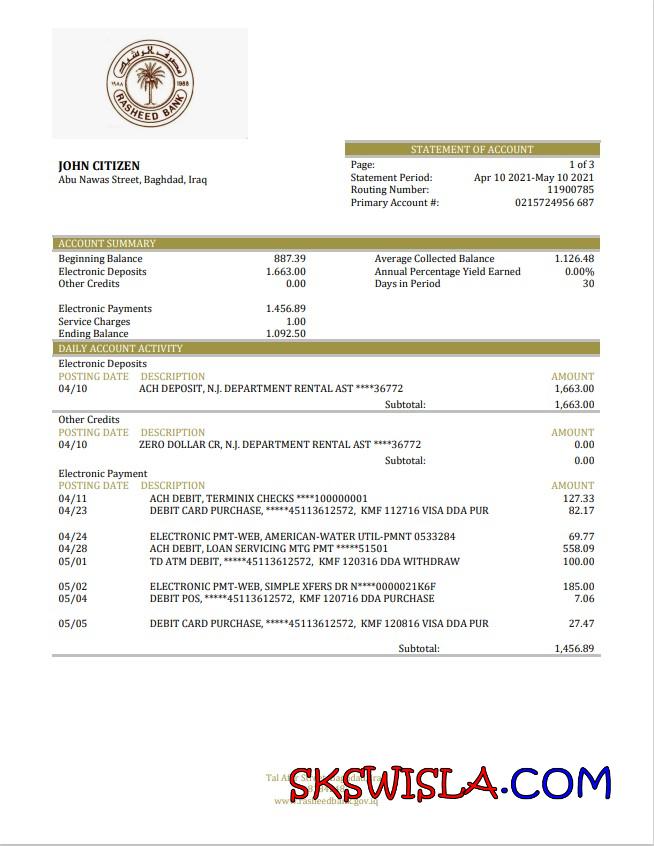 مصرف الرشيد
١٩٨٨ 1988
RASHEED BANK
STATEMENT OF ACCOUNT
JOHN CITIZEN
Abu Nawas Street, Baghdad, Iraq
Page: 1 of 3
Statement Period: Apr 10 2021-May 10 2021
Routing Number: 11900785
Primary Account #: 0215724956 687
ACCOUNT SUMMARY
Beginning Balance 887.39 Average Collected Balance 1.126.48
Electronic Deposits 1.663.00 Annual Percentage Yield Earned 0.00%
Other Credits 0.00 Days in Period 30
Electronic Payments 1.456.89
Service Charges 1.00
Ending Balance 1.092.50
DAILY ACCOUNT ACTIVITY
Electronic Deposits
POSTING DATE DESCRIPTION AMOUNT
04/10 ACH DEPOSIT, N.J. DEPARTMENT RENTAL AST ****36772 1,663.00
Subtotal: 1,663.00
Other Credits
POSTING DATE DESCRIPTION AMOUNT
04/10 ZERO DOLLAR CR, N.J. DEPARTMENT RENTAL AST ****36772 0.00
Subtotal: 0.00
Electronic Payment
POSTING DATE DESCRIPTION AMOUNT
04/11 ACH DEBIT, TERMINIX CHECKS ****100000001 127.33
04/23 DEBIT CARD PURCHASE, *****45113612572, KMF 112716 VISA DDA PUR 82.17
04/24 ELECTRONIC PMT-WEB, AMERICAN-WATER UTIL-PMNT 0533284 69.77
04/28 ACH DEBIT, LOAN SERVICING MTG PMT *****51501 558.09
05/01 TD ATM DEBIT, *****45113612572, KMF 120316 DDA WITHDRAW 100.00
05/02 ELECTRONIC PMT-WEB, SIMPLE XFERS DR N****0000021K6F 185.00
05/04 DEBIT POS, *****45113612572, KMF 120716 DDA PURCHASE 7.06
05/05 DEBIT CARD PURCHASE, *****45113612572, KMF 120816 VISA DDA PUR 27.47
Subtotal: 1,456.89
SKSWISLA.COM
www.rasheedbank.gov.iq